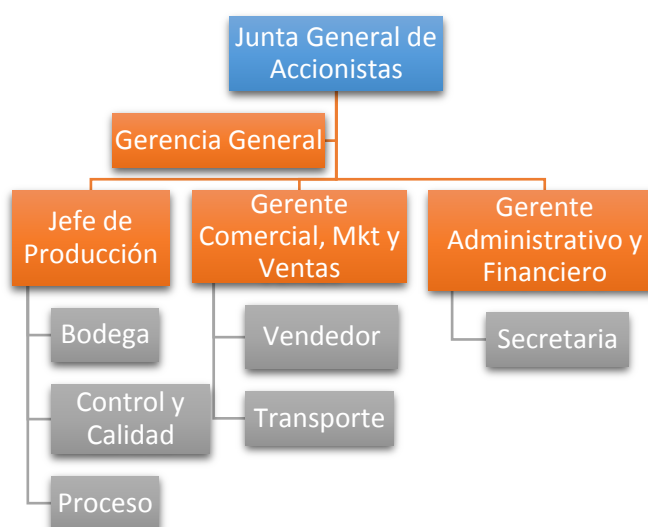 Junta General de
Accionistas
Gerencia General
Jefe de
Producción
Gerente
Comercial, Mkt y
Ventas
Gerente
Administrativo y
Financiero
Bodega
Vendedor
Secretaria
Control y
Calidad
Transporte
Proceso